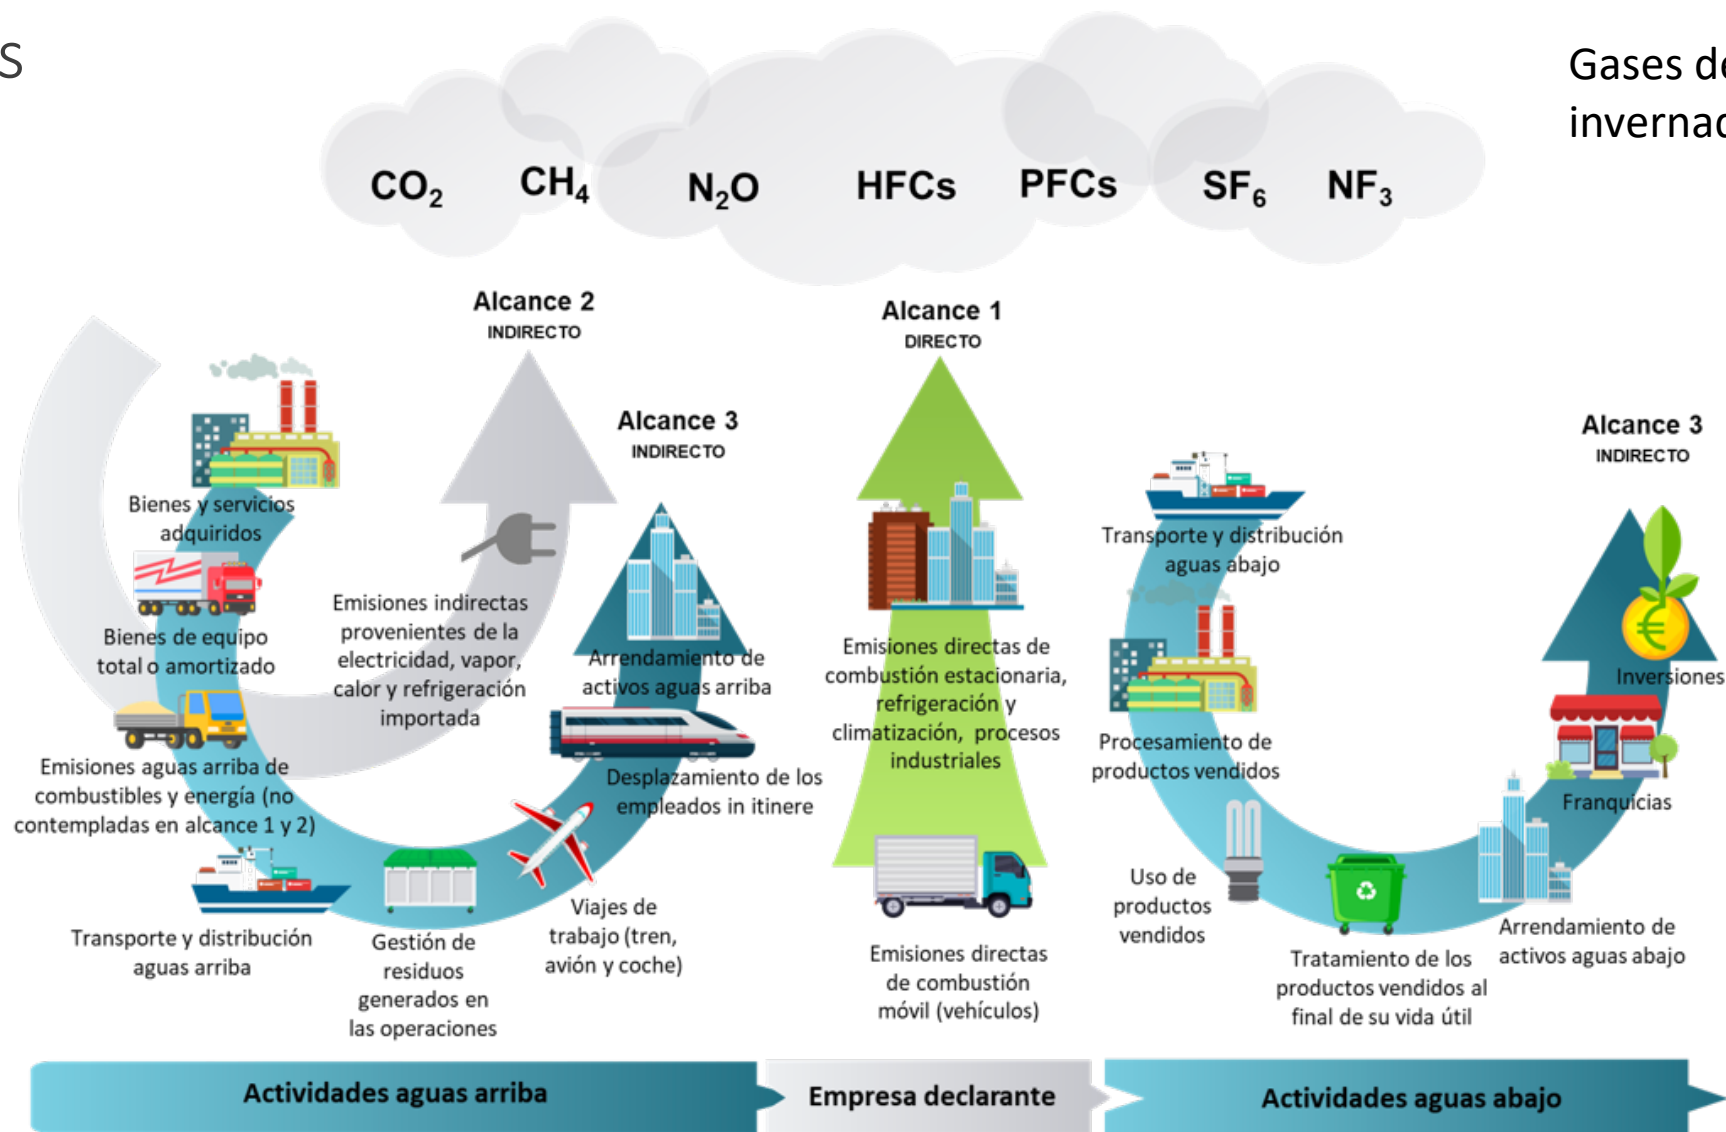 Gases de
invernad
CO₂ CH₄ N₂O HFCs PFCs SF₆ NF₃
Alcance 2
INDIRECTO
Alcance 1
DIRECTO
Alcance 3
INDIRECTO
Alcance 3
INDIRECTO
Bienes y servicios
adquiridos
Bienes de equipo
total o amortizado
Emisiones aguas arriba de
combustibles y energía (no
contempladas en alcance 1 y 2)
Transporte y distribución
aguas arriba
Gestión de
residuos
generados en
las operaciones
Viajes de
trabajo (tren,
avión y coche)
Desplazamiento de los
empleados in itinere
Arrendamiento de
activos aguas arriba
Emisiones indirectas
provenientes de la
electricidad, vapor,
calor y refrigeración
importada
Emisiones directas de
combustión estacionaria,
refrigeración y
climatización, procesos
industriales
Emisiones directas
de combustión
móvil (vehículos)
Transporte y distribución
aguas abajo
Procesamiento de
productos vendidos
Uso de
productos
vendidos
Tratamiento de los
productos vendidos al
final de su vida útil
Arrendamiento de
activos aguas abajo
Franquicias
Inversiones
€
Actividades aguas arriba
Empresa declarante
Actividades aguas abajo